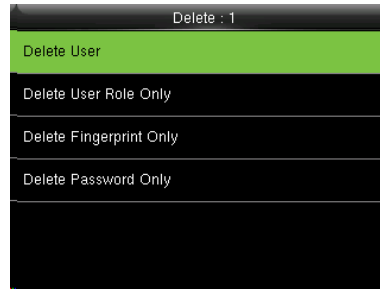 Delete : 1
Delete User
Delete User Role Only
Delete Fingerprint Only
Delete Password Only